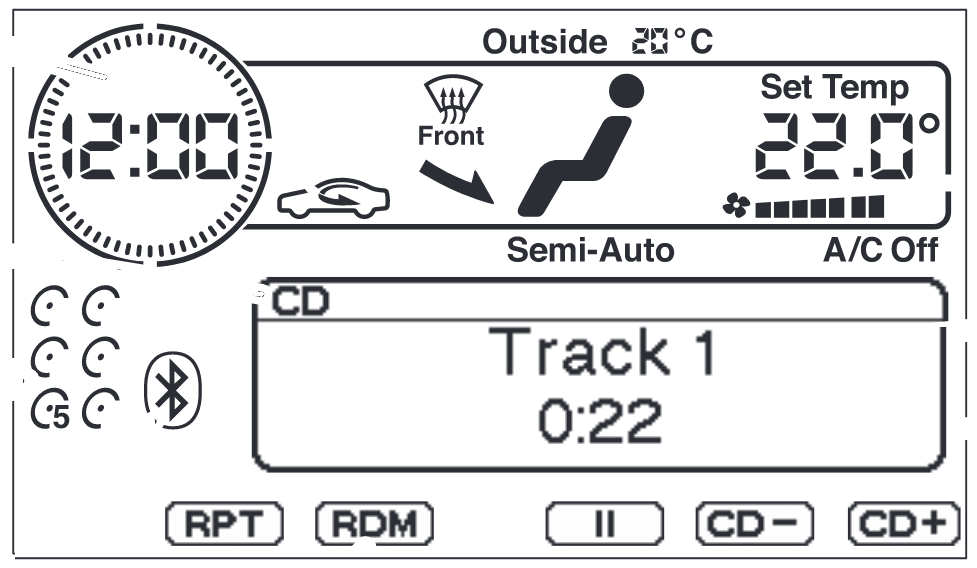 Outside 20°C
Set Temp
12:00
Front
22.0°
Semi-Auto
A/C Off
CD
Track 1
0:22
5
RPT
RDM
II
CD-
CD+